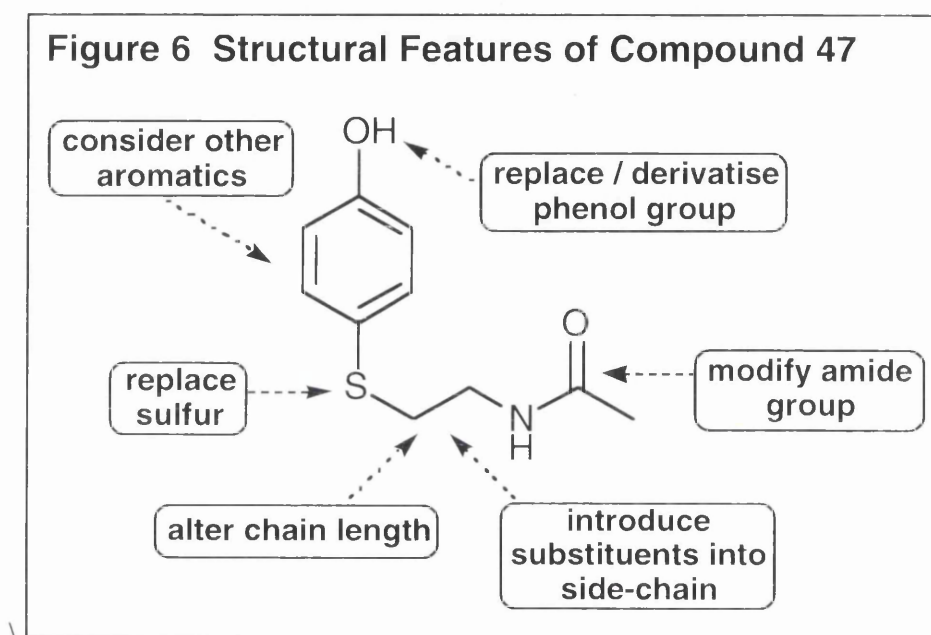 Figure 6 Structural Features of Compound 47
consider other
aromatics
OH
replace / derivatise
phenol group
O
replace
sulfur
S
N
H
modify amide
group
alter chain length
introduce
substituents into
side-chain